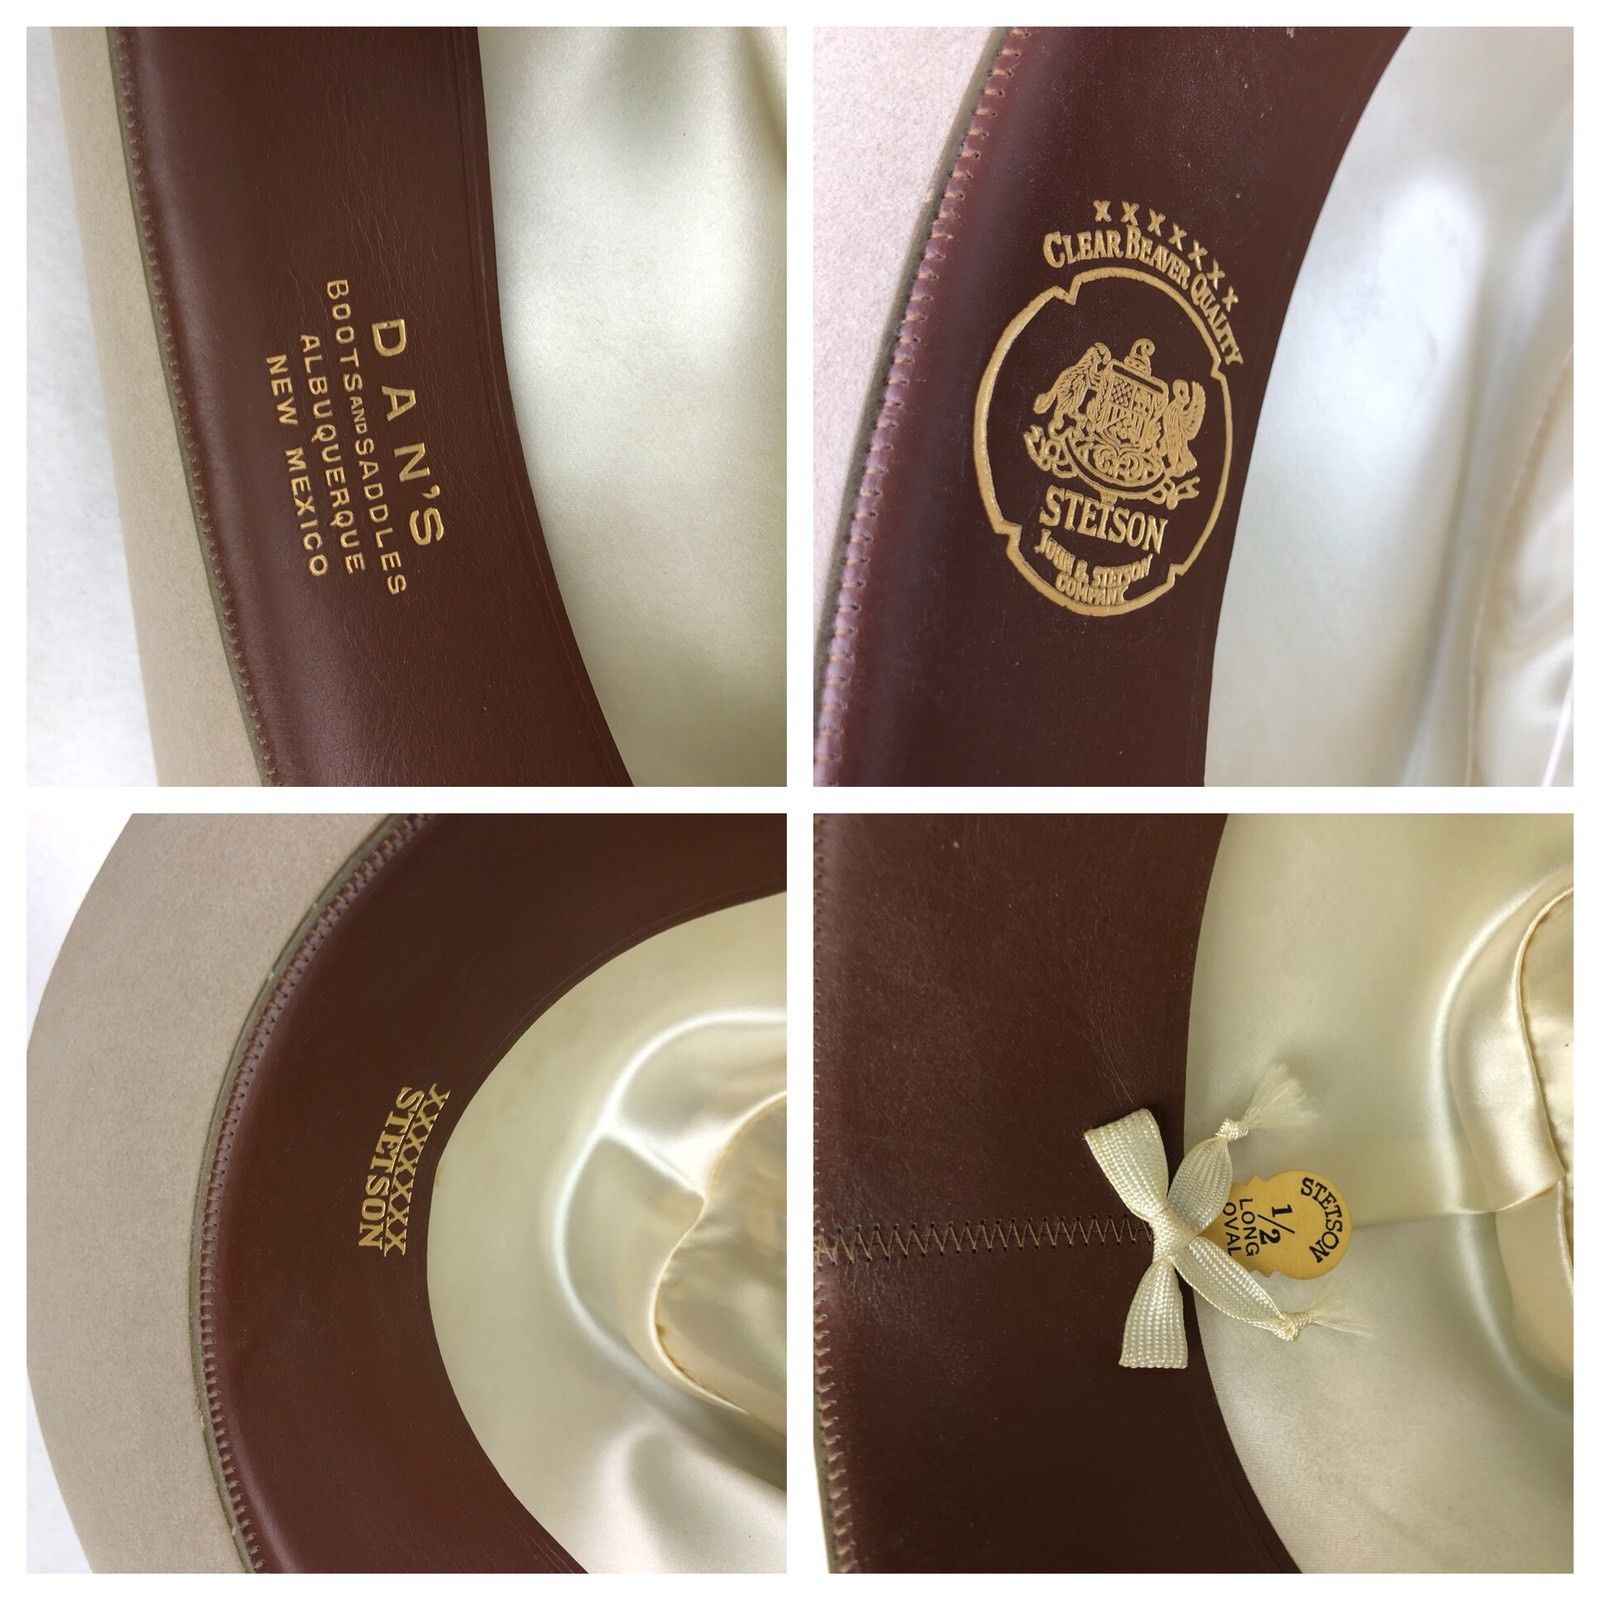 DAN'S
BOOTS AND SADDLES
ALBUQUERQUE
NEW MEXICO
X X X X X X X
CLEAR BEAVER QUALITY
STETSON
JOHN B. STETSON
COMPANY
XXXXXXX
STETSON
STETSON
1/2
LONG
OVAL